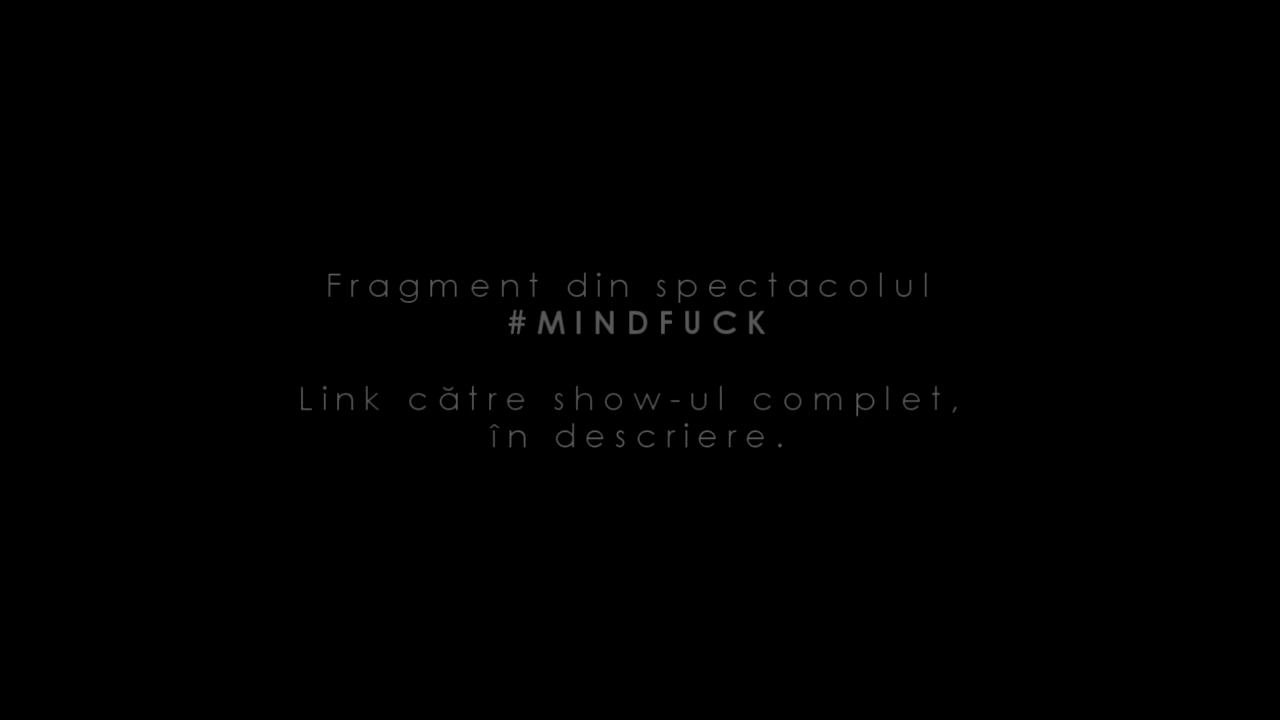 Fragment din spectacolul
#MINDFUCK
Link către show-ul complet,
în descriere.